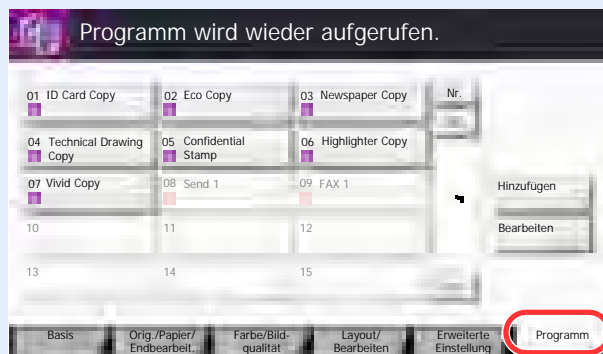 Programm wird wieder aufgerufen.
01 ID Card Copy
02 Eco Copy
03 Newspaper Copy
Nr.
04 Technical Drawing
Copy
05 Confidential
Stamp
06 Highlighter Copy
07 Vivid Copy
08 Send 1
09 FAX 1
Hinzufügen
10
11
12
Bearbeiten
13
14
15
Basis
Orig./Papier/
Endbearbeit.
Farbe/Bild-
qualität
Layout/
Bearbeiten
Erweiterte
Einstellung
Programm